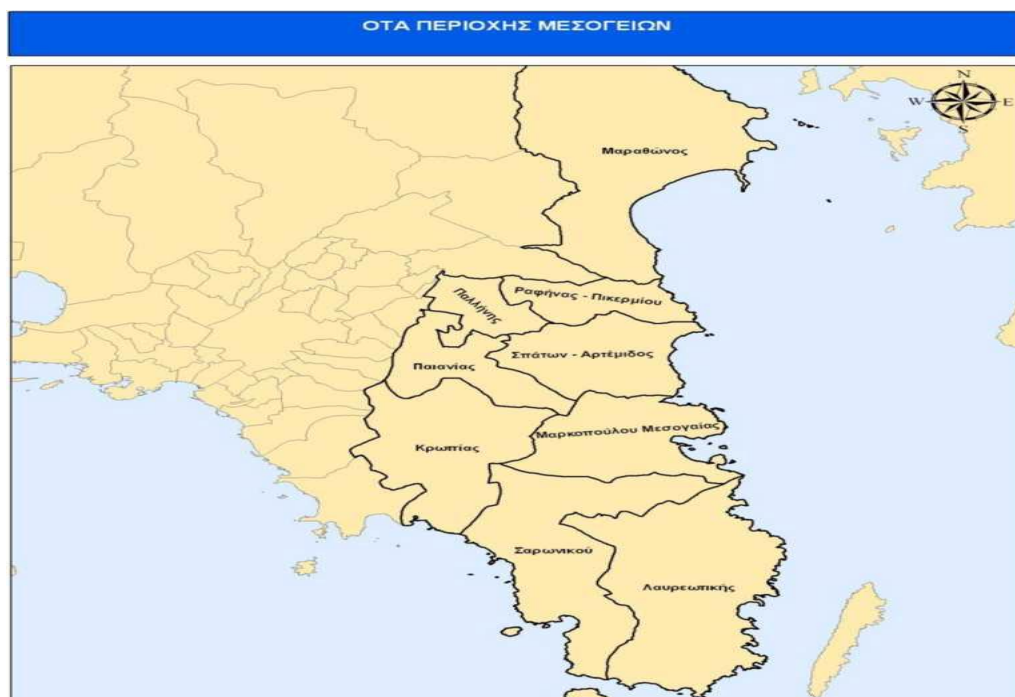 ΟΤΑ ΠΕΡΙΟΧΗΣ ΜΕΣΟΓΕΙΩΝ
N
W E
S
Μαραθώνος
Ραφήνας - Πικερμίου
Παλλήνης
Σπάτων - Αρτέμιδος
Παιανίας
Μαρκοπούλου Μεσογαίας
Κρωπίας
Σαρωνικού
Λαυρεωτικής